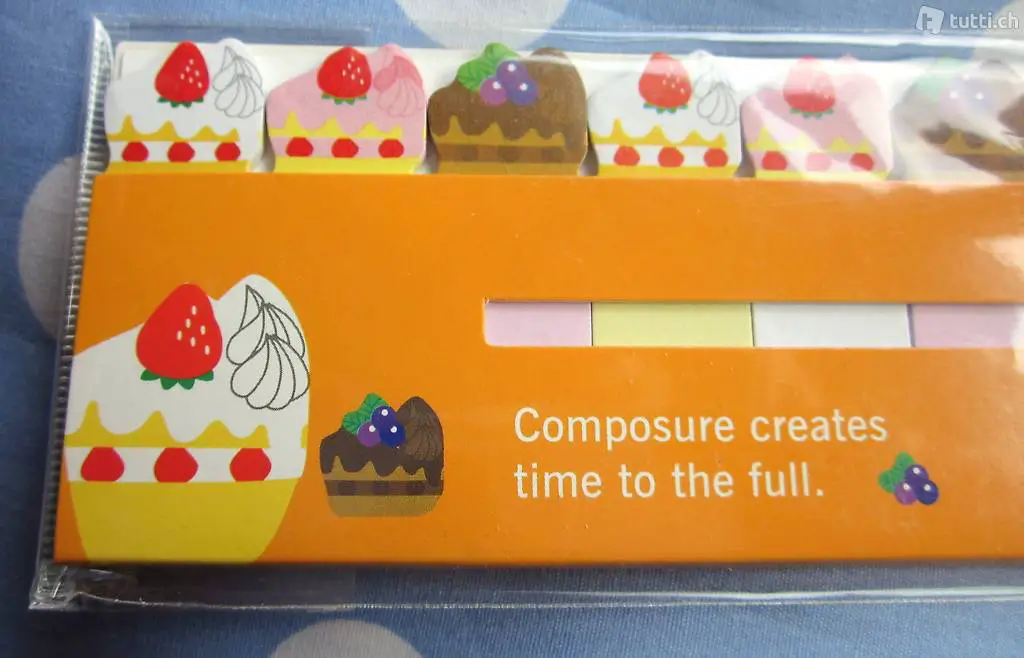 tutti.ch
Composure creates
time to the full.